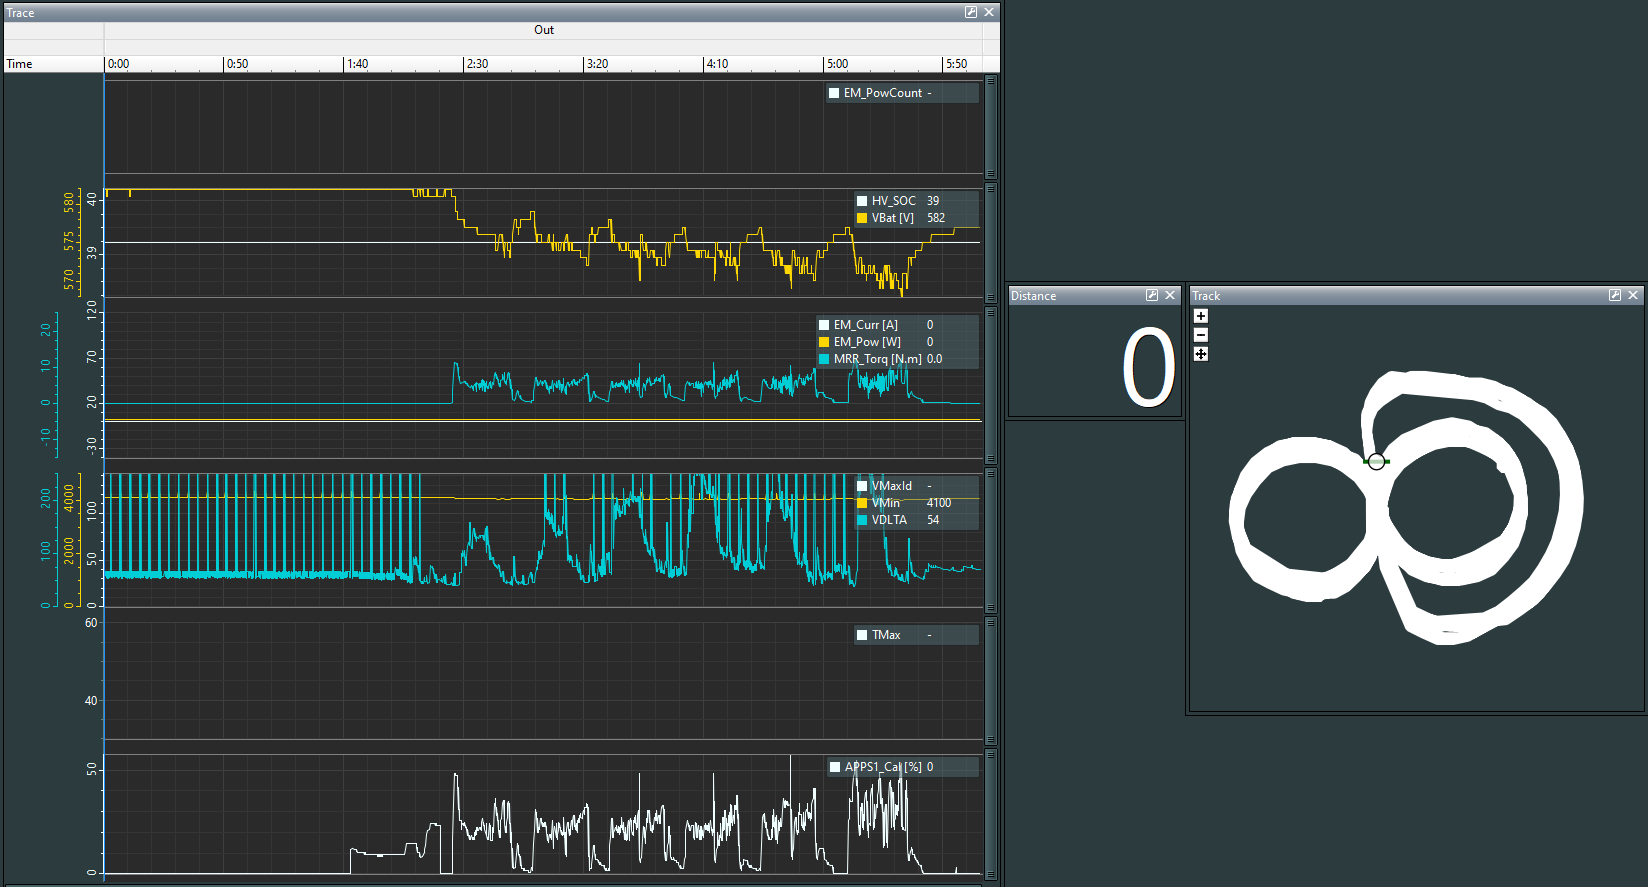 Trace
Out
Time
0:00 0:50 1:40 2:30 3:20 4:10 5:00 5:50
EM_PowCount -
580
575
570
40
39
HV_SOC 39
VBat [V] 582
20
10
0
-10
120
70
20
-30
EM_Curr [A] 0
EM_Pow [W] 0
MRR_Torq [N.m] 0.0
200
100
0
4000
2000
0
100
50
0
VMaxId -
VMin 4100
VDLTA 54
60
40
TMax -
50
0
APPS1_Cal [%] 0
Distance
0
Track